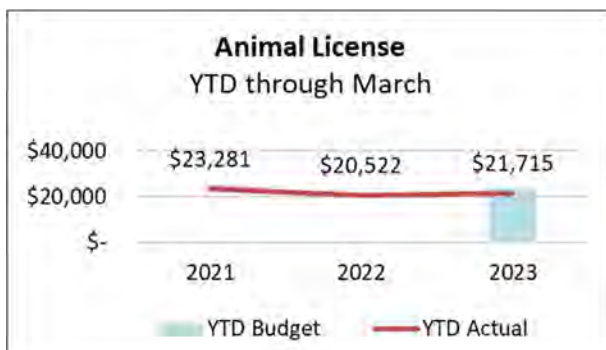 Animal License
YTD through March
$40,000
$23,281 $20,522 $21,715
$20,000
$-
2021 2022 2023
YTD Budget YTD Actual